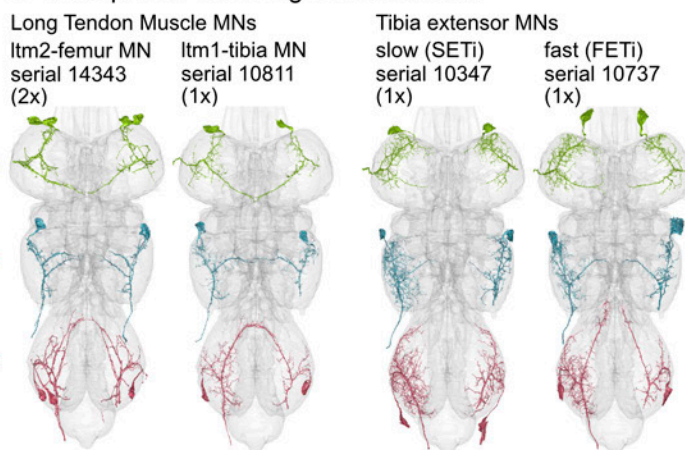 Long Tendon Muscle MNs
ltm2-femur MN
serial 14343
(2x)
ltm1-tibia MN
serial 10811
(1x)
Tibia extensor MNs
slow (SETi)
serial 10347
(1x)
fast (FETi)
serial 10737
(1x)